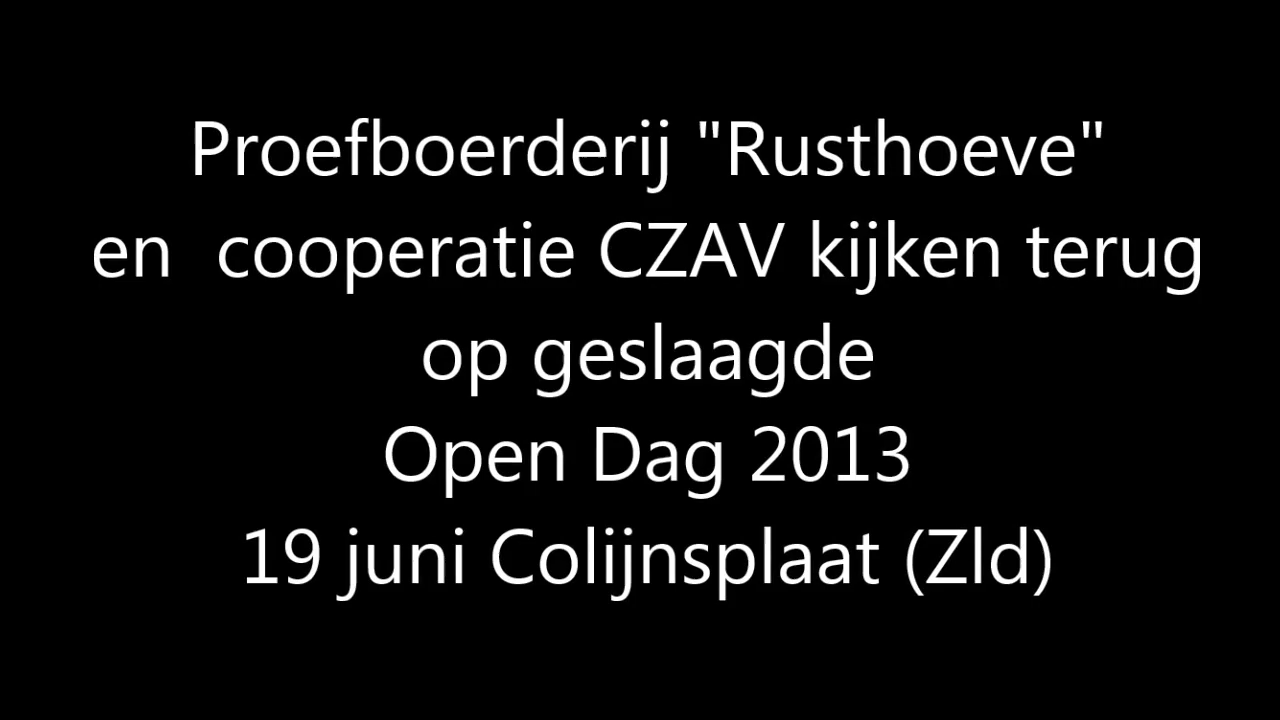 Proefboerderij "Rusthoeve"
en  cooperatie CZAV kijken terug
op geslaagde
Open Dag 2013
19 juni Colijnsplaat (Zld)